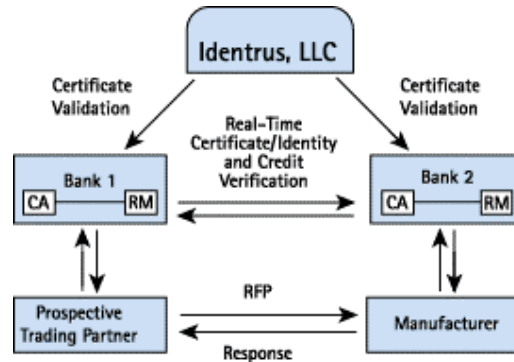 Identrus, LLC
Certificate
Validation
Certificate
Validation
Real-Time
Certificate/Identity
and Credit
Verification
Bank 1
CA
RM
Bank 2
CA
RM
Prospective
Trading Partner
RFP
Response
Manufacturer